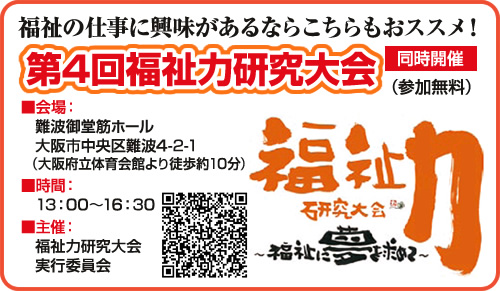 福祉の仕事に興味があるならこちらもおススメ！
第4回福祉力研究大会
同時開催
（参加無料）
■会場：
難波御堂筋ホール
大阪市中央区難波4-2-1
（大阪府立体育会館より徒歩約10分）
■時間：
13：00～16：30
■主催：
福祉力研究大会
実行委員会
福祉力
研究大会
～福祉に夢を求めて～